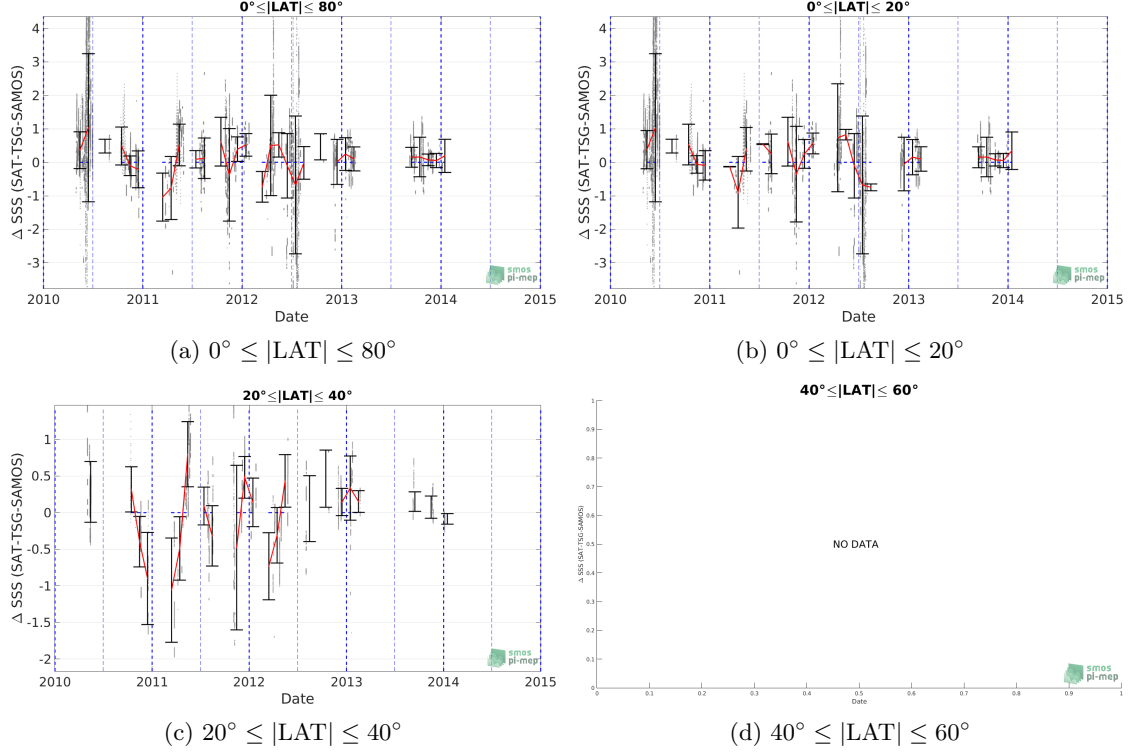 0°≤|LAT|≤ 80°
4
3
2
1
0
-1
-2
-3
2010
2011
2012
2013
2014
2015
Δ SSS (SAT-TSG-SAMOS)
Date
smos
pi-mep
(a) 0° ≤ |LAT| ≤ 80°
0°≤|LAT|≤ 20°
4
3
2
1
0
-1
-2
-3
2010
2011
2012
2013
2014
2015
Δ SSS (SAT-TSG-SAMOS)
Date
smos
pi-mep
(b) 0° ≤ |LAT| ≤ 20°
20°≤|LAT|≤ 40°
1
0.5
0
-0.5
-1
-1.5
-2
2010
2011
2012
2013
2014
2015
Δ SSS (SAT-TSG-SAMOS)
Date
smos
pi-mep
(c) 20° ≤ |LAT| ≤ 40°
40°≤|LAT|≤ 60°
1
0.9
0.8
0.7
0.6
0.5
0.4
0.3
0.2
0.1
0
NO DATA
0
0.1
0.2
0.3
0.4
0.5
0.6
0.7
0.8
0.9
1
Δ SSS (SAT-TSG-SAMOS)
Date
smos
pi-mep
(d) 40° ≤ |LAT| ≤ 60°